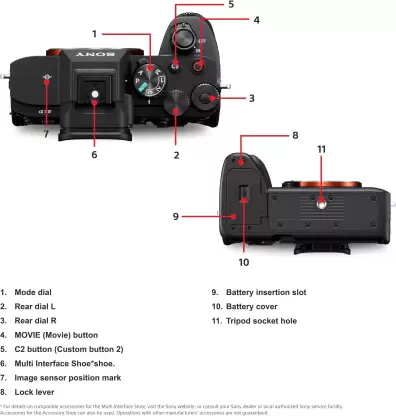 5
4
1
SONY
C2
P
A
3
7
6
2
8
11
9
10
1. Mode dial
2. Rear dial L
3. Rear dial R
4. MOVIE (Movie) button
5. C2 button (Custom button 2)
6. Multi Interface Shoe*shoe.
7. Image sensor position mark
8. Lock lever
9. Battery insertion slot
10. Battery cover
11. Tripod socket hole
* For details on compatible accessories for the Multi Interface Shoe, visit the Sony website, or consult your Sony dealer or local authorized Sony service facility.
Accessories for the Accessory Shoe can also be used. Operations with other manufacturers' accessories are not guaranteed.